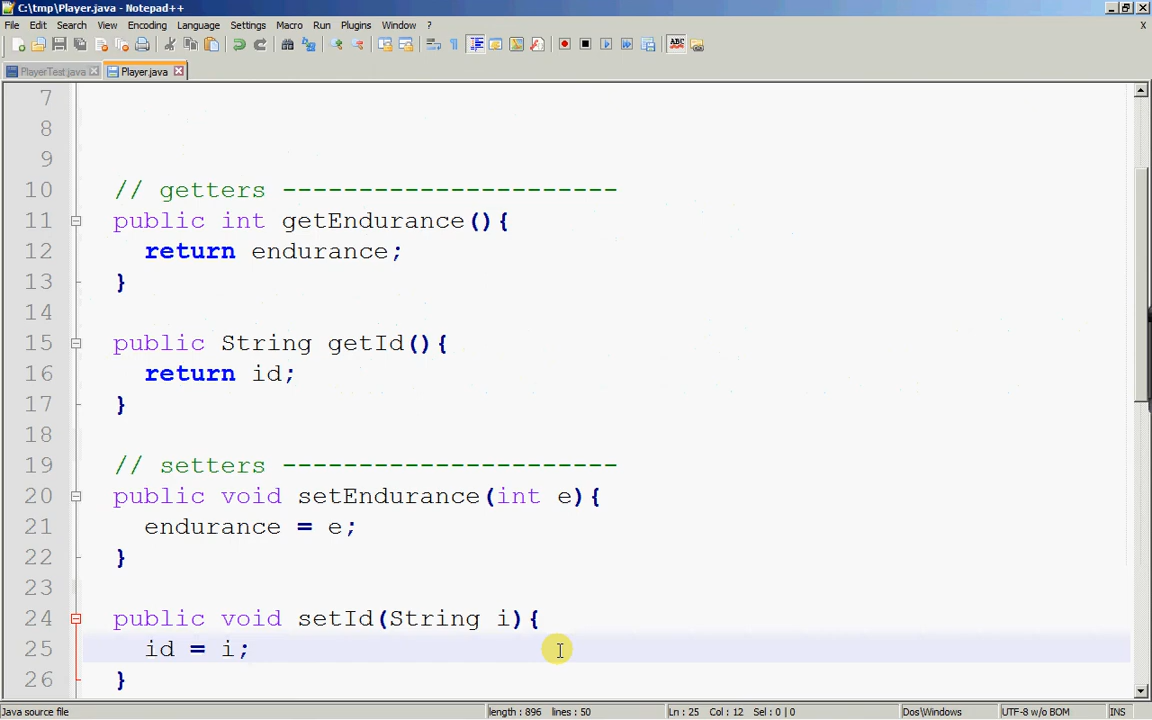 C:\tmp\Player.java - Notepad++
File Edit Search View Encoding Language Settings Macro Run Plugins Window ? X
PlayerTest.java Player.java
7
8
9
10 // getters ----------------------
11 public int getEndurance(){
12 return endurance;
13 }
14
15 public String getId(){
16 return id;
17 }
18
19 // setters ----------------------
20 public void setEndurance(int e){
21 endurance = e;
22 }
23
24 public void setId(String i){
25 id = i;
26 }
Java source file length : 896 lines : 50 Ln : 25 Col : 12 Sel : 0 | 0 Dos\Windows UTF-8 w/o BOM INS